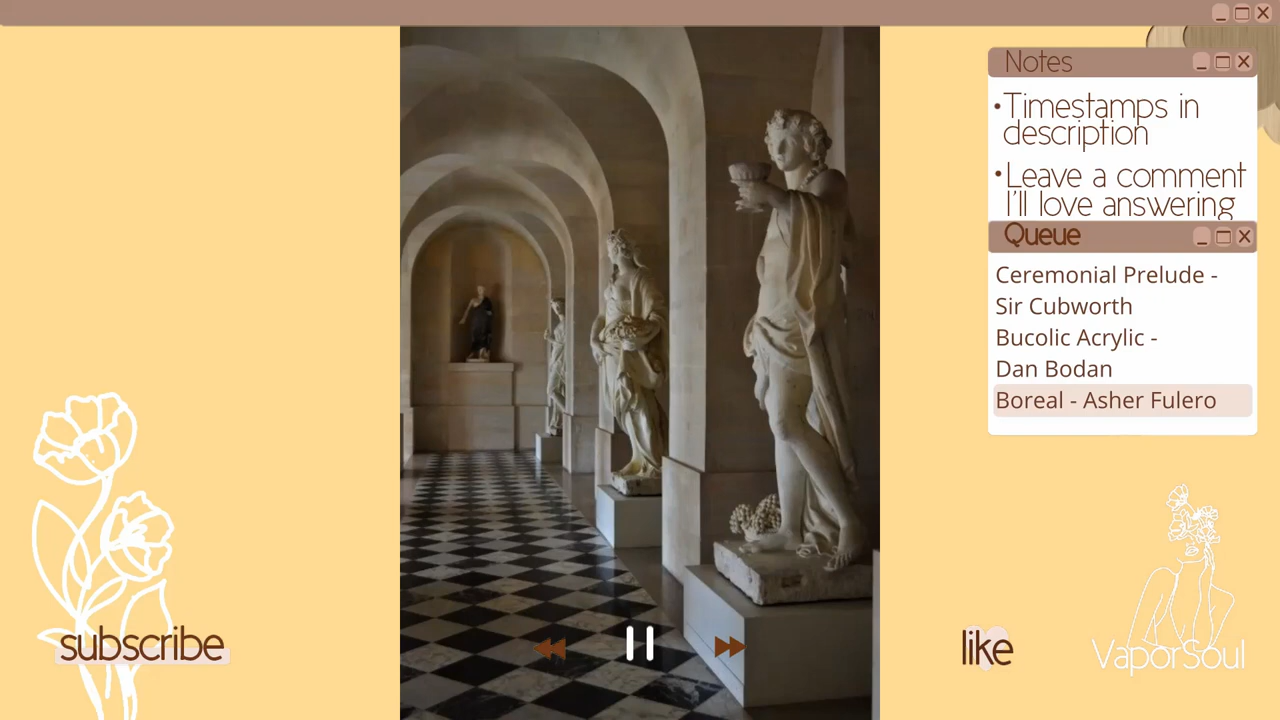 Notes
•Timestamps in
description
•Leave a comment
I'll love answering
Queue
Ceremonial Prelude -
Sir Cubworth
Bucolic Acrylic -
Dan Bodan
Boreal - Asher Fulero
subscribe
like
VaporSoul